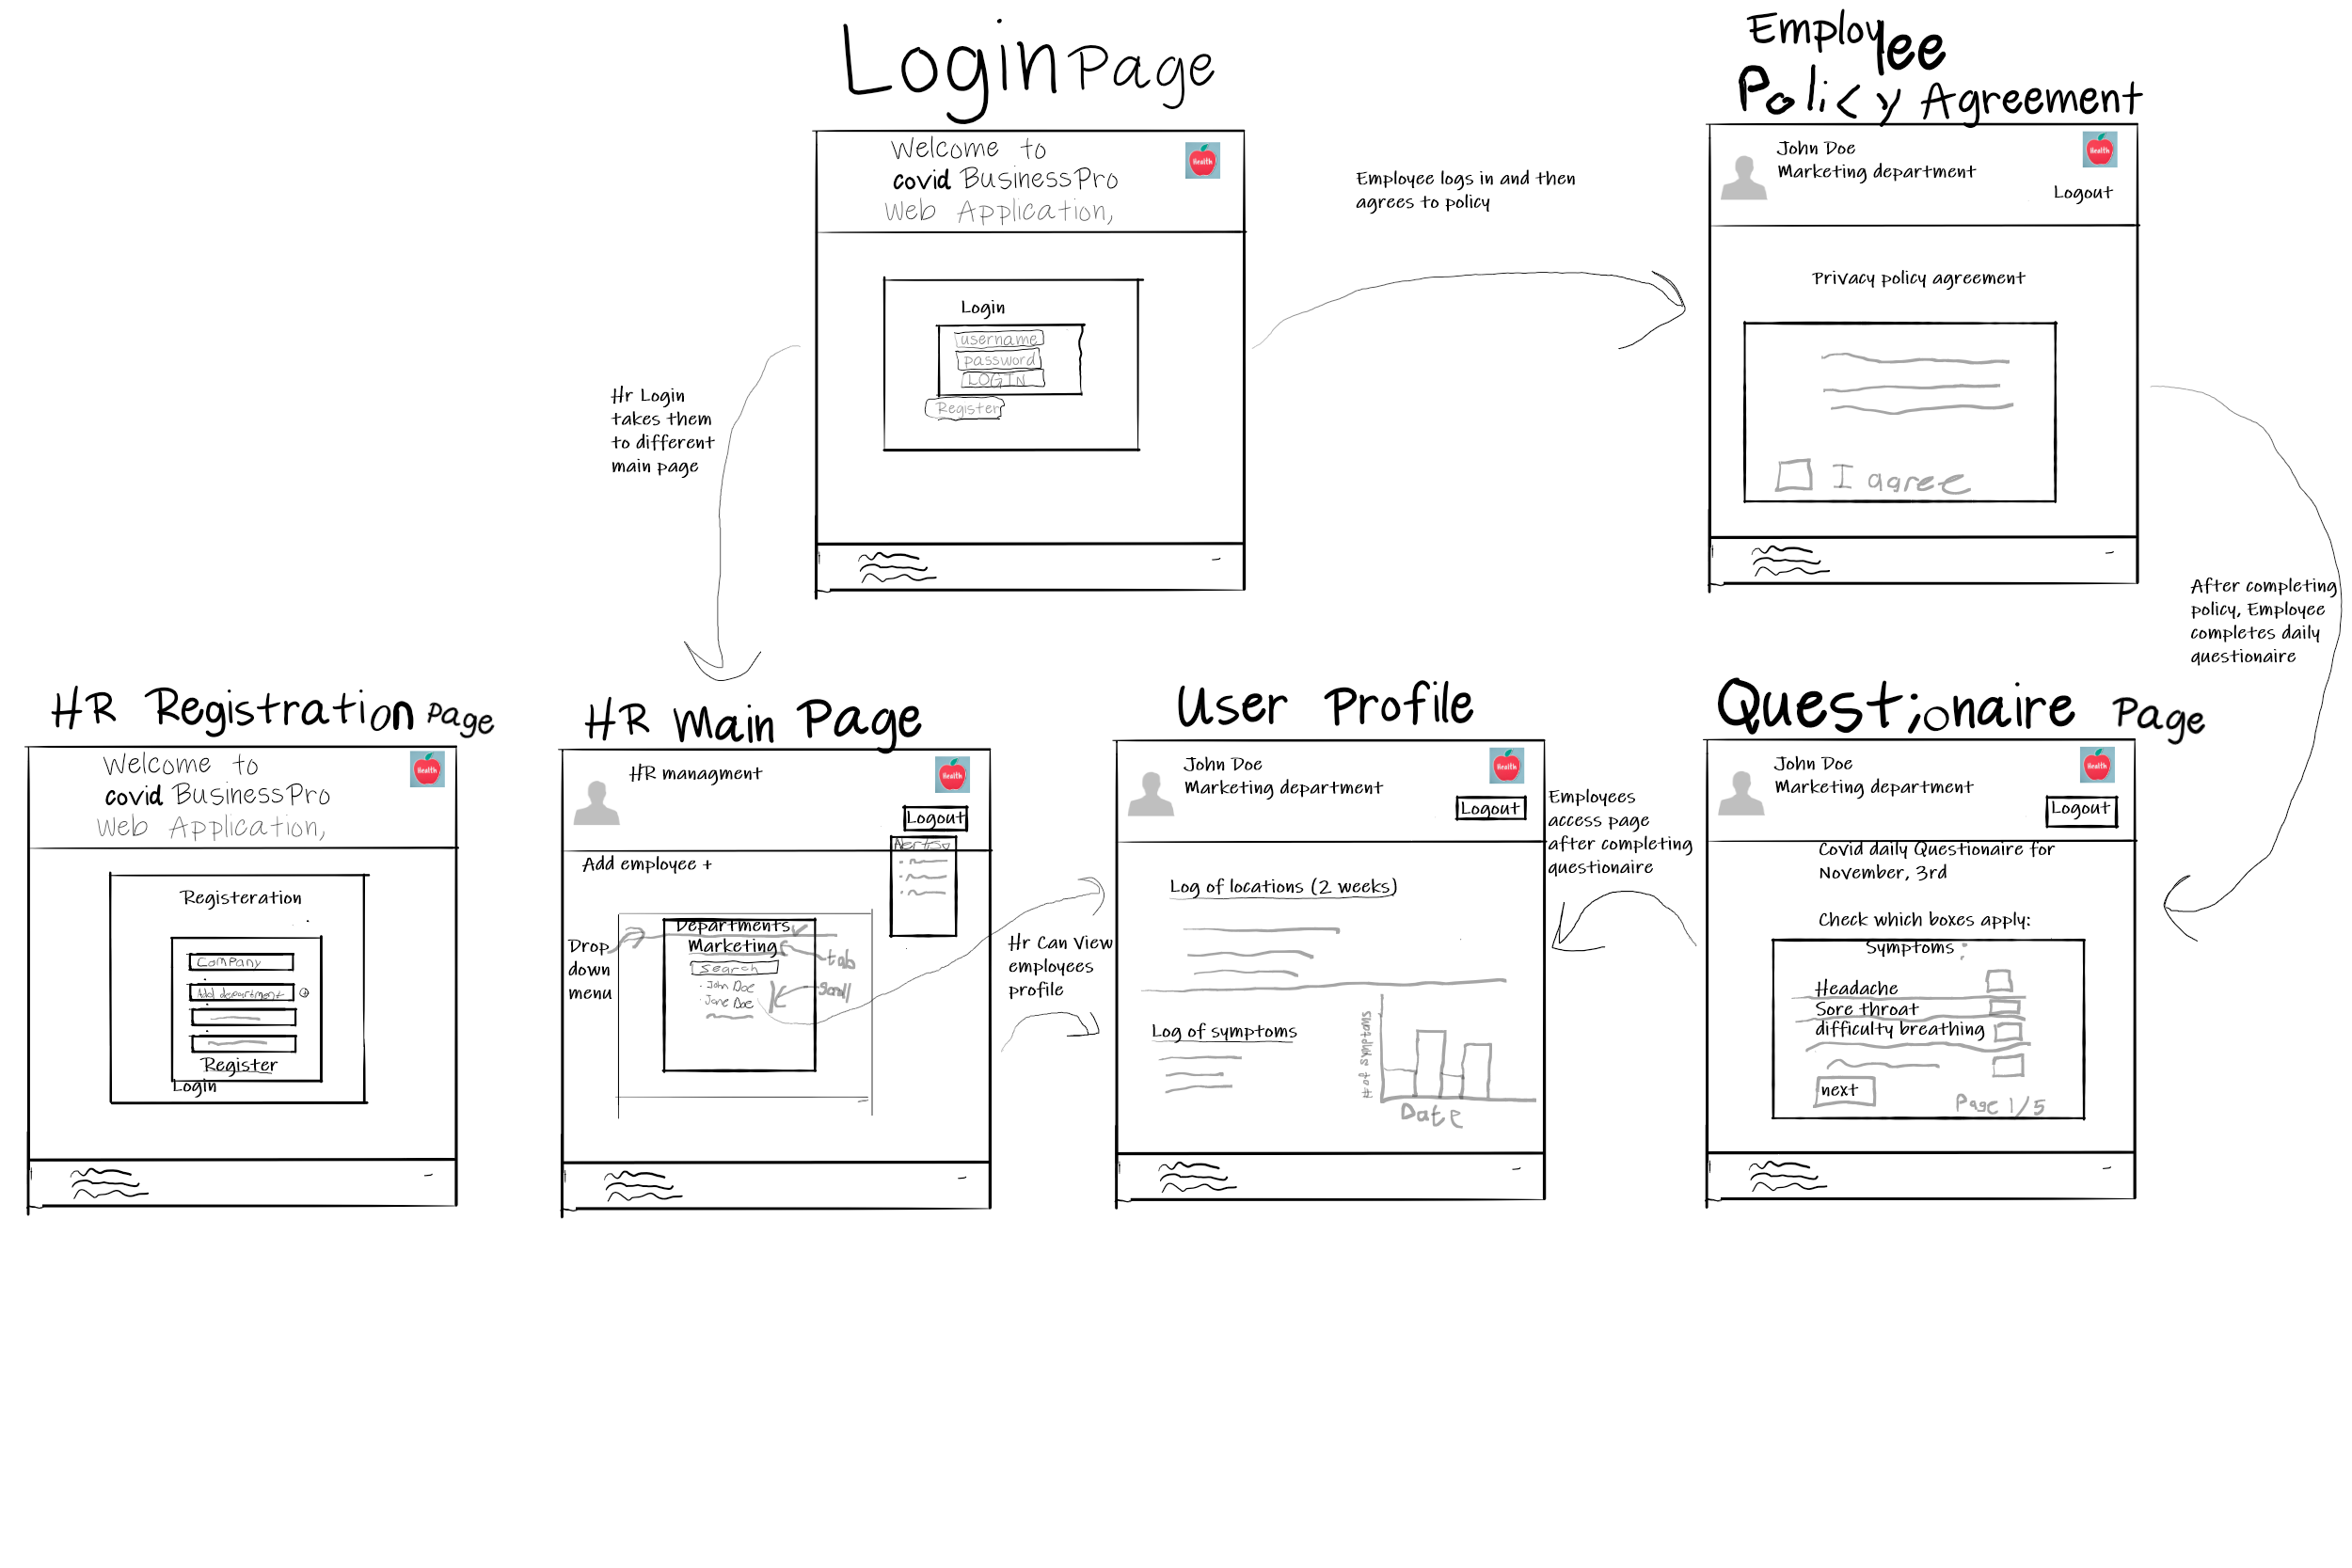 Login Page
Welcome to
covid BusinessPro
Web Application,
Health
Login
username
password
LOGIN
Register
Employee logs in and then
agrees to policy
Employee
Policy Agreement
John Doe
Marketing department
Health
Logout
Privacy policy agreement
I agree
Hr Login
takes them
to different
main page
After completing
policy, Employee
completes daily
questionaire
HR Registration Page
Welcome to
covid BusinessPro
Web Application,
Health
Registeration
Company
Add department
Register
Login
HR Main Page
HR managment
Health
Logout
Alerts
Add employee +
Drop
down
menu
Departments
Marketing
Search
John Doe
Jane Doe
tab
scroll
Hr Can View
employees
profile
User Profile
John Doe
Marketing department
Health
Logout
Log of locations (2 weeks)
Log of symptoms
# of symptoms
Date
Employees
access page
after completing
questionaire
Questionaire Page
John Doe
Marketing department
Health
Logout
Covid daily Questionaire for
November, 3rd
Check which boxes apply:
Symptoms :
Headache
Sore throat
difficulty breathing
next
Page 1/5